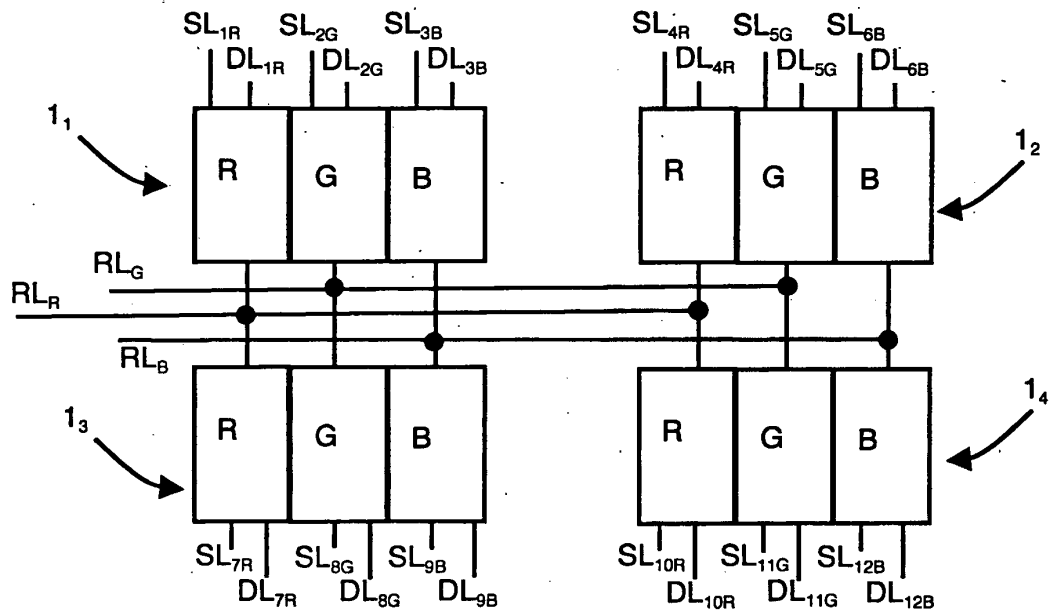 SL1R SL2G SL3B SL4R SL5G SL6B
DL1R DL2G DL3B DL4R DL5G DL6B
11 R G B R G B 12
RLG
RLR
RLB
13 R G B R G B 14
SL7R SL8G SL9B SL10R SL11G SL12B
DL7R DL8G DL9B DL10R DL11G DL12B